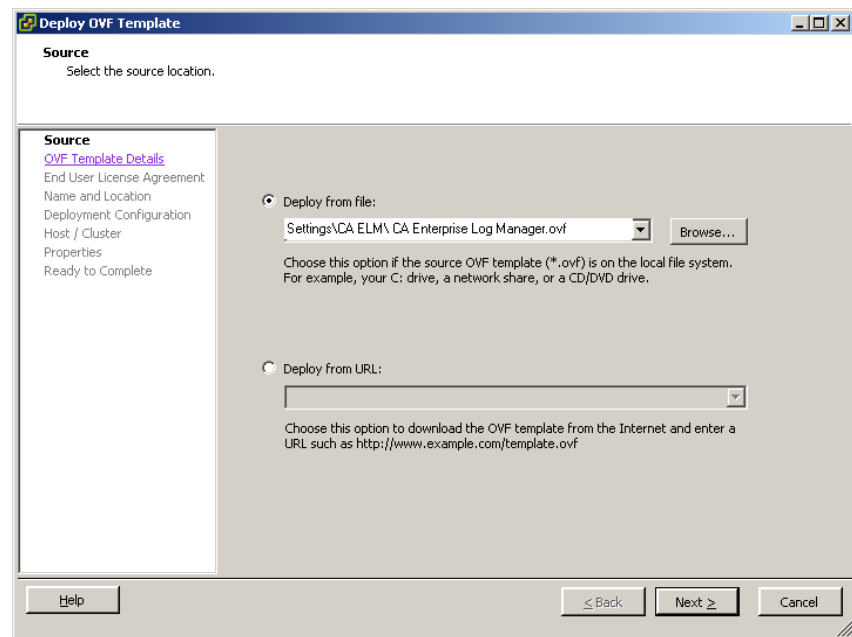 Deploy OVF Template
Source
Select the source location.
Source
OVF Template Details
End User License Agreement
Name and Location
Deployment Configuration
Host / Cluster
Properties
Ready to Complete
Deploy from file:
Settings\CA ELM\ CA Enterprise Log Manager.ovf
Browse...
Choose this option if the source OVF template (*.ovf) is on the local file system.
For example, your C: drive, a network share, or a CD/DVD drive.
Deploy from URL:
Choose this option to download the OVF template from the Internet and enter a
URL such as http://www.example.com/template.ovf
Help
≤ Back
Next ≥
Cancel